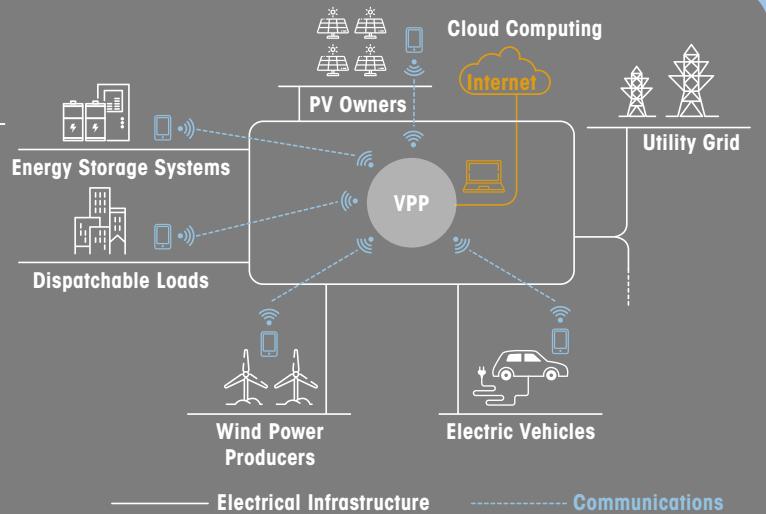 Cloud Computing
Internet
PV Owners
Utility Grid
Energy Storage Systems
VPP
Dispatchable Loads
Wind Power
Producers
Electric Vehicles
Electrical Infrastructure
Communications